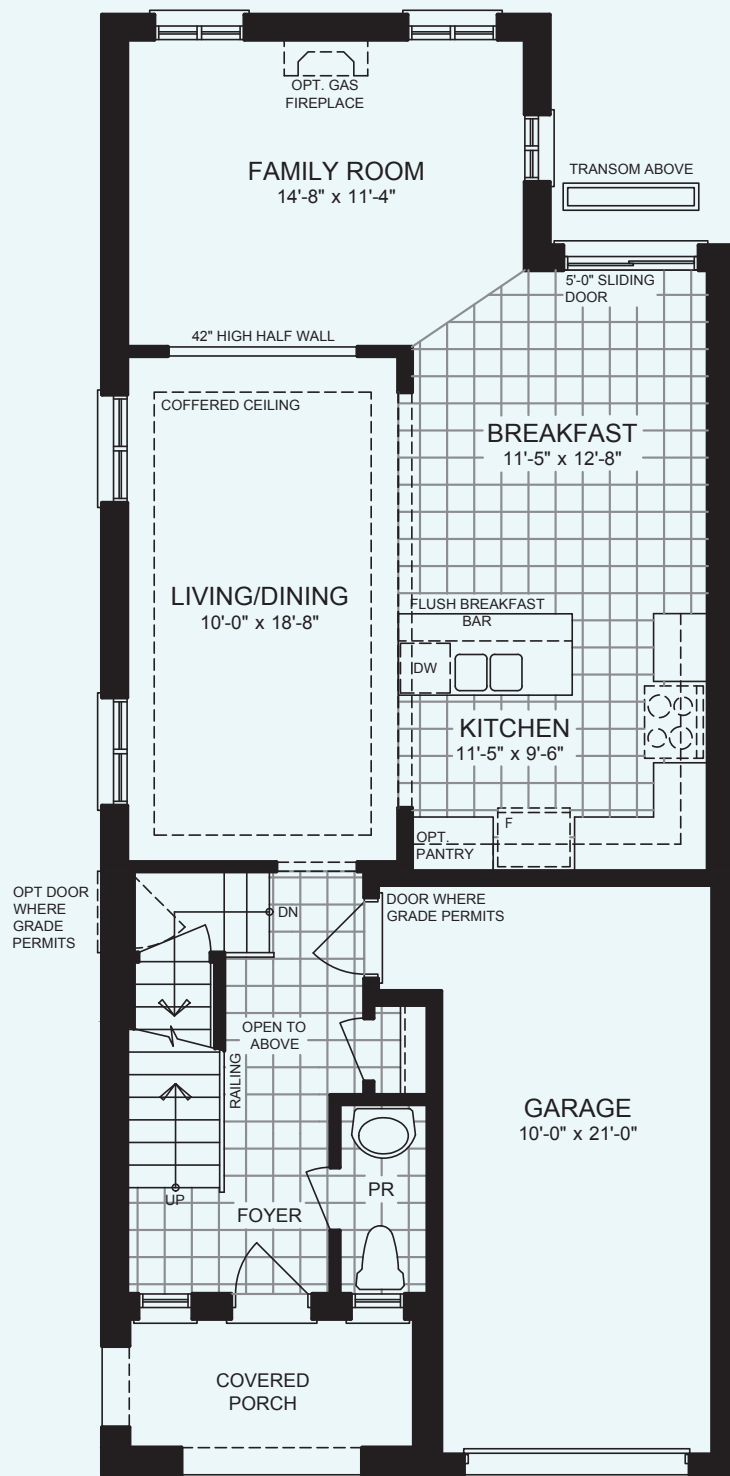 OPT. GAS
FIREPLACE
FAMILY ROOM
14'-8" x 11'-4"
TRANSOM ABOVE
5'-0" SLIDING
DOOR
42" HIGH HALF WALL
COFFERED CEILING
BREAKFAST
11'-5" x 12'-8"
LIVING/DINING
10'-0" x 18'-8"
FLUSH BREAKFAST
BAR
DW
KITCHEN
11'-5" x 9'-6"
F
OPT.
PANTRY
OPT DOOR
WHERE
GRADE
PERMITS
DN
DOOR WHERE
GRADE PERMITS
OPEN TO
ABOVE
RAILING
GARAGE
10'-0" x 21'-0"
PR
UP
FOYER
COVERED
PORCH